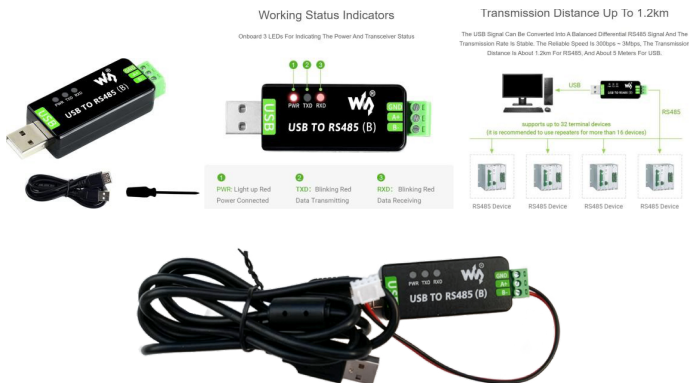 USB
PWR TXD RXD
USB TO RS485 (B)
Working Status Indicators
Onboard 3 LEDs For Indicating The Power And Transceiver Status
1 2 3
USB
PWR TXD RXD
USB TO RS485 (B)
GND
A+
B-
1
PWR: Light up Red
Power Connected
2
TXD: Blinking Red
Data Transmitting
3
RXD: Blinking Red
Data Receiving
Transmission Distance Up To 1.2km
The USB Signal Can Be Converted Into A Balanced Differential RS485 Signal And The
Transmission Rate Is Stable. The Reliable Speed Is 300bps ~ 3Mbps, The Transmission
Distance Is About 1.2km For RS485, And About 5 Meters For USB.
USB
RS485
supports up to 32 terminal devices
(it is recommended to use repeaters for more than 16 devices)
RS485 Device
RS485 Device
RS485 Device
RS485 Device
PWR TXD RXD
USB TO RS485 (B)
GND
A+
B-